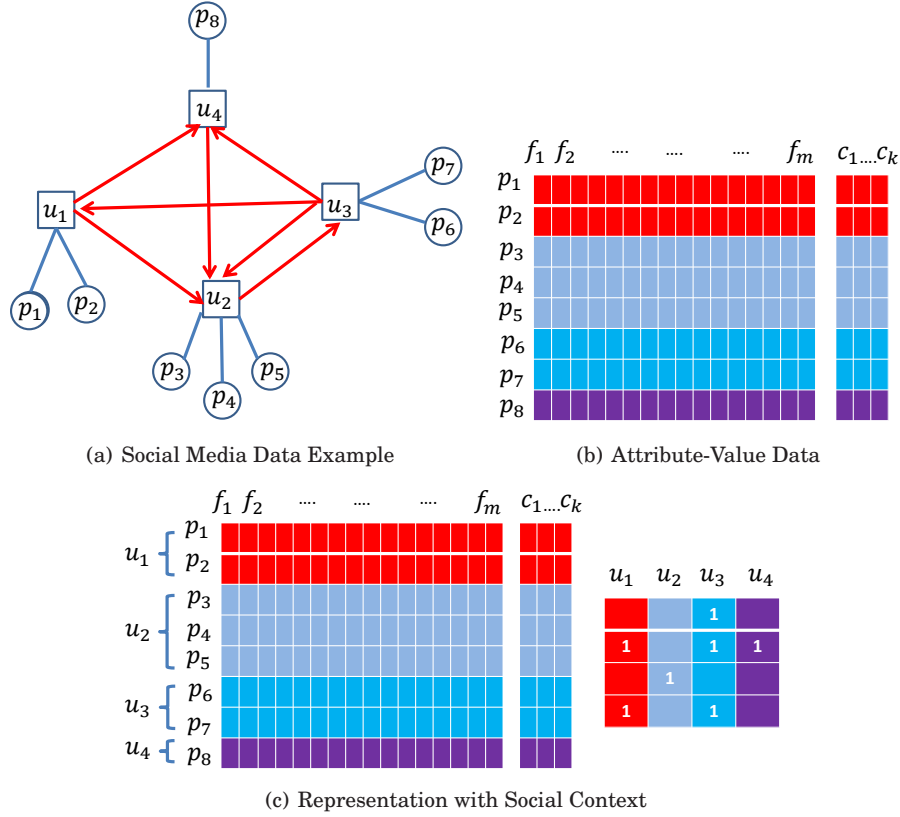 p8
u4
p7
u1
u3
p6
p1
p2
u2
p3
p5
p4
(a) Social Media Data Example
f1 f2 .... .... .... fm c1....ck
p1
p2
p3
p4
p5
p6
p7
p8
(b) Attribute-Value Data
f1 f2 .... .... .... fm c1....ck
u1 p1
p2
u2 p3
p4
p5
u3 p6
p7
u4 p8
u1 u2 u3 u4
1
1 1 1
1
1 1
(c) Representation with Social Context